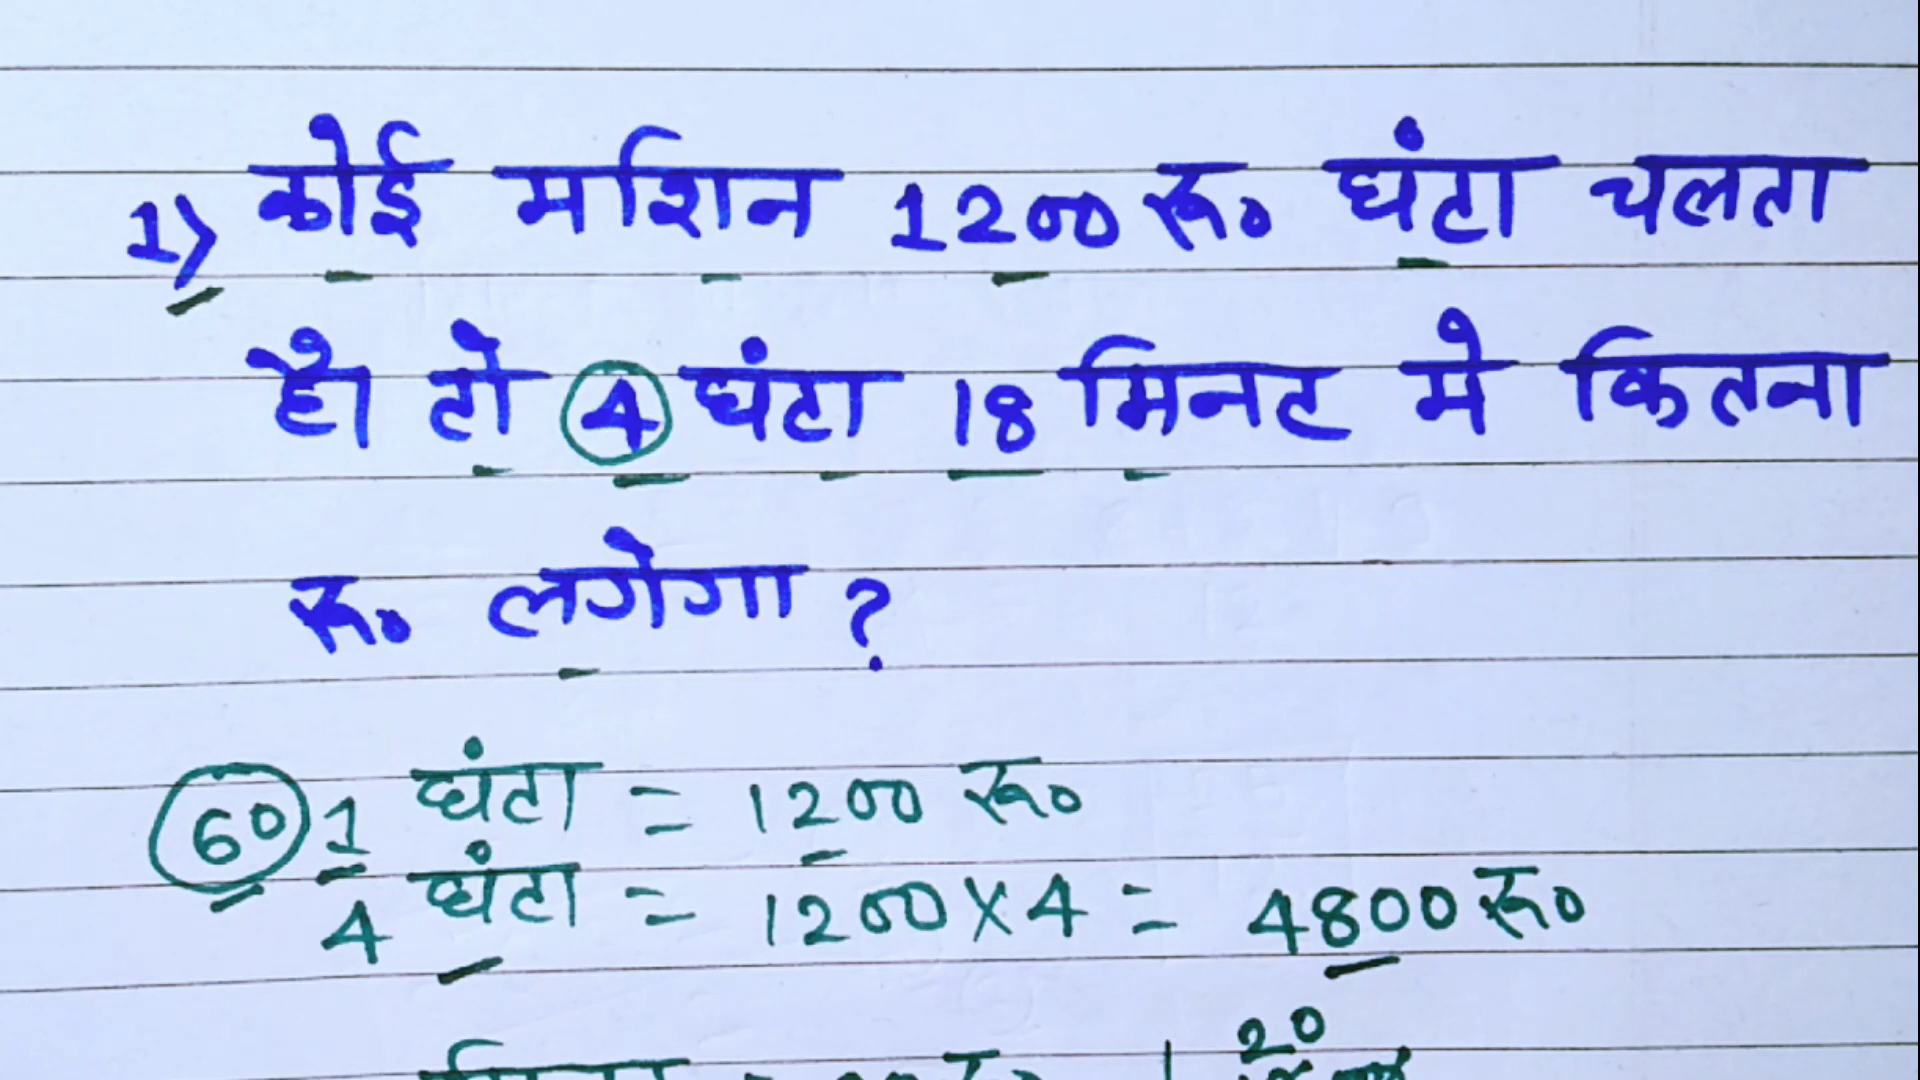 1) कोई मशिन 1200 रू० घंटा चलता
है। टो 4 घंटा 18 मिनट मे कितना
रू० लगेगा ?
60 1 घंटा = 1200 रू०
4 घंटा = 1200 X 4 = 4800 रू०
20